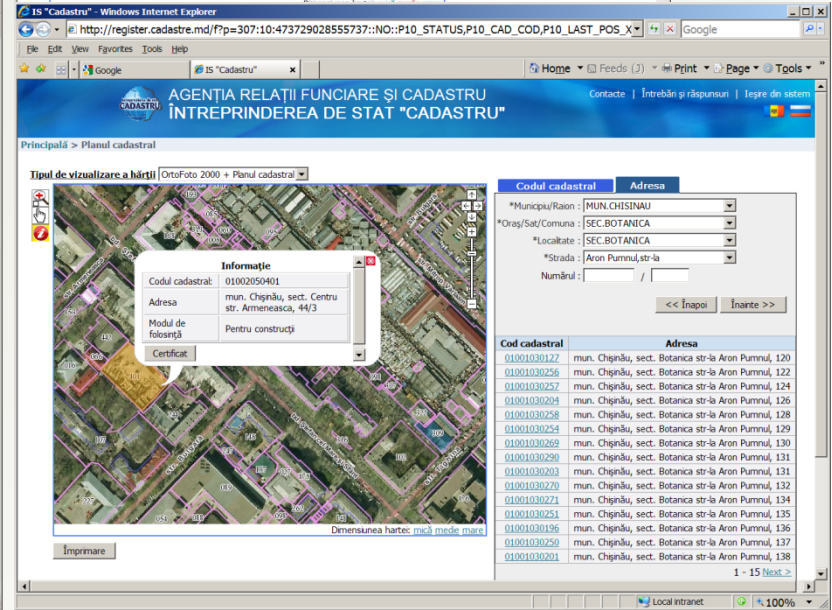 IS "Cadastru" - Windows Internet Explorer
http://register.cadastre.md/f?p=307:10:473729028555737::NO::P10_STATUS,P10_CAD_COD,P10_LAST_POS_X
Google
File Edit View Favorites Tools Help
Google
IS "Cadastru"
Home Feeds (J) Print Page Tools
CADASTRU
AGENȚIA RELAȚII FUNCIARE ȘI CADASTRU
ÎNTREPRINDEREA DE STAT "CADASTRU"
Contacte | Întrebări și răspunsuri | Ieșire din sistem
Principală > Planul cadastral
Tipul de vizualizare a hărții OrtoFoto 2000 + Planul cadastral
Informație
Codul cadastral: 01002050401
Adresa mun. Chișinău, sect. Centru
str. Armeneasca, 44/3
Modul de
folosință Pentru construcții
Certificat
str. Armeneasca
str. Bulgara
str. Tighina
Dimensiunea hartei: mică medie mare
Imprimare
Codul cadastral Adresa
*Municipiu/Raion : MUN.CHISINAU
*Oraș/Sat/Comuna : SEC.BOTANICA
*Localitate : SEC.BOTANICA
*Strada : Aron Pumnul,str-la
Numărul : /
<< Înapoi Înainte >>
Cod cadastral Adresa
01001030127 mun. Chișinău, sect. Botanica str-la Aron Pumnul, 120
01001030256 mun. Chișinău, sect. Botanica str-la Aron Pumnul, 122
01001030257 mun. Chișinău, sect. Botanica str-la Aron Pumnul, 124
01001030204 mun. Chișinău, sect. Botanica str-la Aron Pumnul, 126
01001030258 mun. Chișinău, sect. Botanica str-la Aron Pumnul, 128
01001030254 mun. Chișinău, sect. Botanica str-la Aron Pumnul, 129
01001030269 mun. Chișinău, sect. Botanica str-la Aron Pumnul, 130
01001030290 mun. Chișinău, sect. Botanica str-la Aron Pumnul, 131
01001030203 mun. Chișinău, sect. Botanica str-la Aron Pumnul, 131
01001030270 mun. Chișinău, sect. Botanica str-la Aron Pumnul, 132
01001030271 mun. Chișinău, sect. Botanica str-la Aron Pumnul, 134
01001030251 mun. Chișinău, sect. Botanica str-la Aron Pumnul, 135
01001030196 mun. Chișinău, sect. Botanica str-la Aron Pumnul, 136
01001030250 mun. Chișinău, sect. Botanica str-la Aron Pumnul, 137
01001030201 mun. Chișinău, sect. Botanica str-la Aron Pumnul, 138
1 - 15 Next >
Local intranet 100%